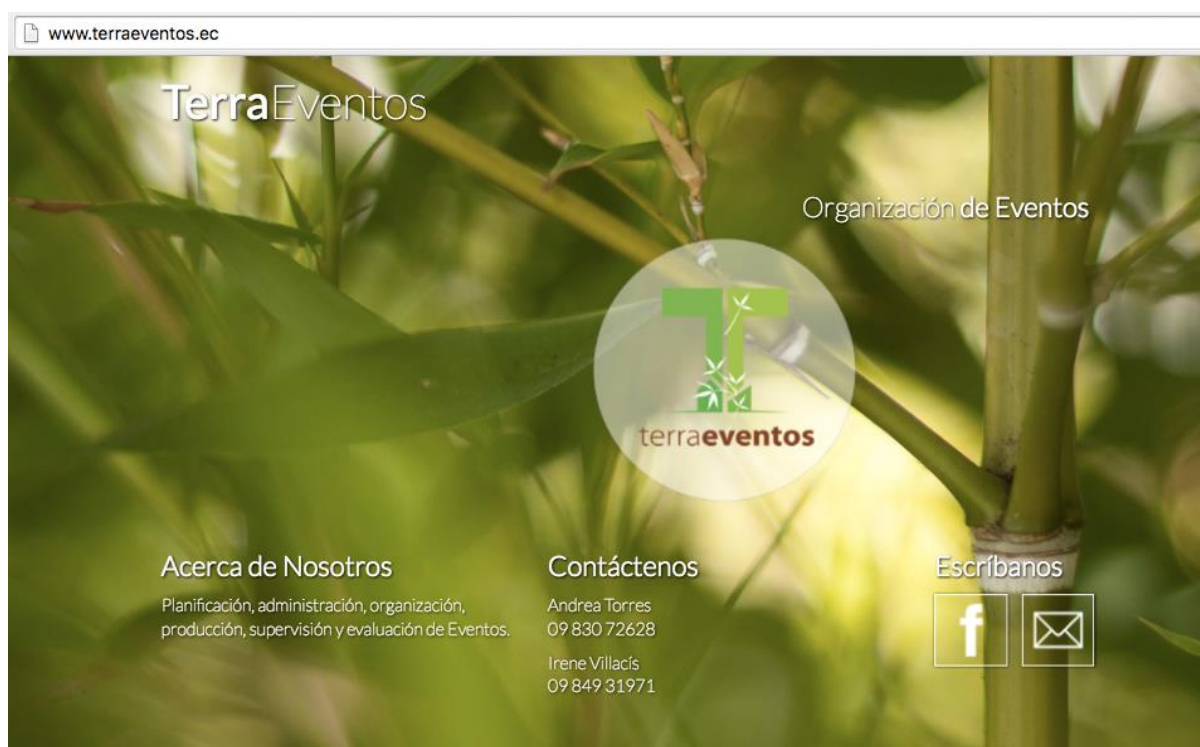 www.terraeventos.ec
TerraEventos
Organización de Eventos
terraeventos
Acerca de Nosotros
Planificación, administración, organización,
producción, supervisión y evaluación de Eventos.
Contáctenos
Andrea Torres
09 830 72628
Irene Villacís
09 849 31971
Escríbanos
f